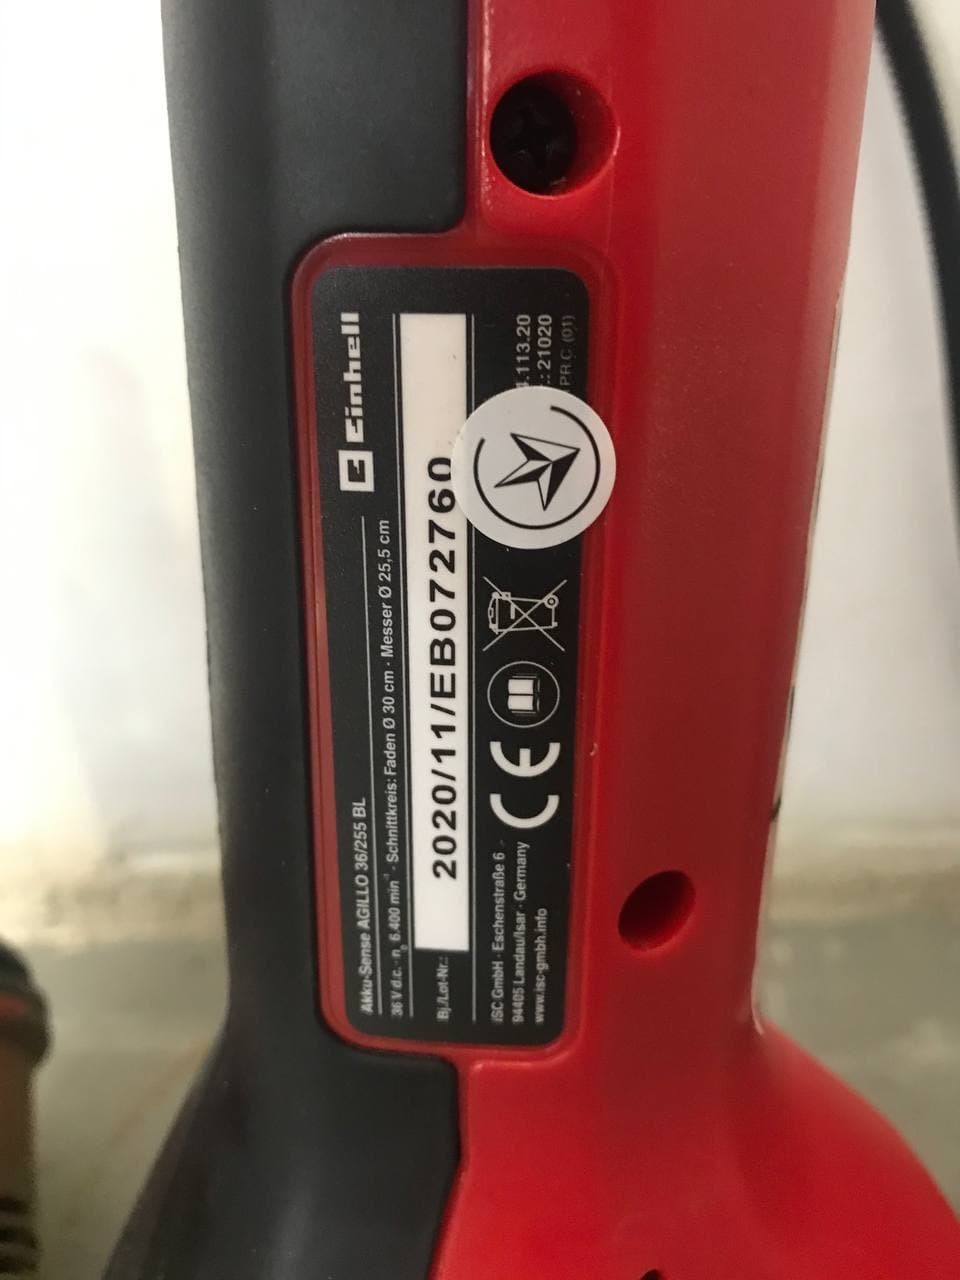 Einhell
Akku-Sense AGILLO 36/255 BL
36 V d.c. · n₀ 6.400 min⁻¹ · Schnittkreis: Faden Ø 30 cm · Messer Ø 25,5 cm
Bj./Lot-Nr.: 2020/11/EB072760
iSC GmbH · Eschenstraße 6 ·
94405 Landau/Isar · Germany
www.isc-gmbh.info
CE
.113.20
.: 21020
PRC (01)